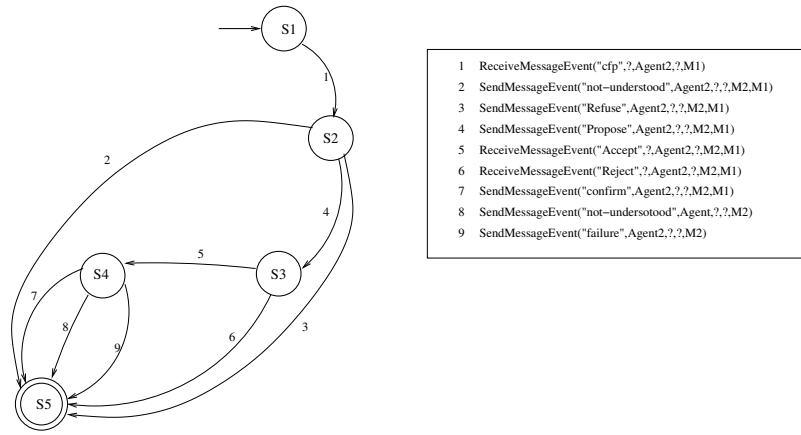 S1
1
S2
2
4
5
S4
S3
7
8
6
3
9
S5
1 ReceiveMessageEvent("cfp",?,Agent2,?,M1)
2 SendMessageEvent("not−understood",Agent2,?,?,M2,M1)
3 SendMessageEvent("Refuse",Agent2,?,?,M2,M1)
4 SendMessageEvent("Propose",Agent2,?,?,M2,M1)
5 ReceiveMessageEvent("Accept",?,Agent2,?,M2,M1)
6 ReceiveMessageEvent("Reject",?,Agent2,?,M2,M1)
7 SendMessageEvent("confirm",Agent2,?,?,M2,M1)
8 SendMessageEvent("not−undersotood",Agent,?,?,M2)
9 SendMessageEvent("failure",Agent2,?,?,M2)